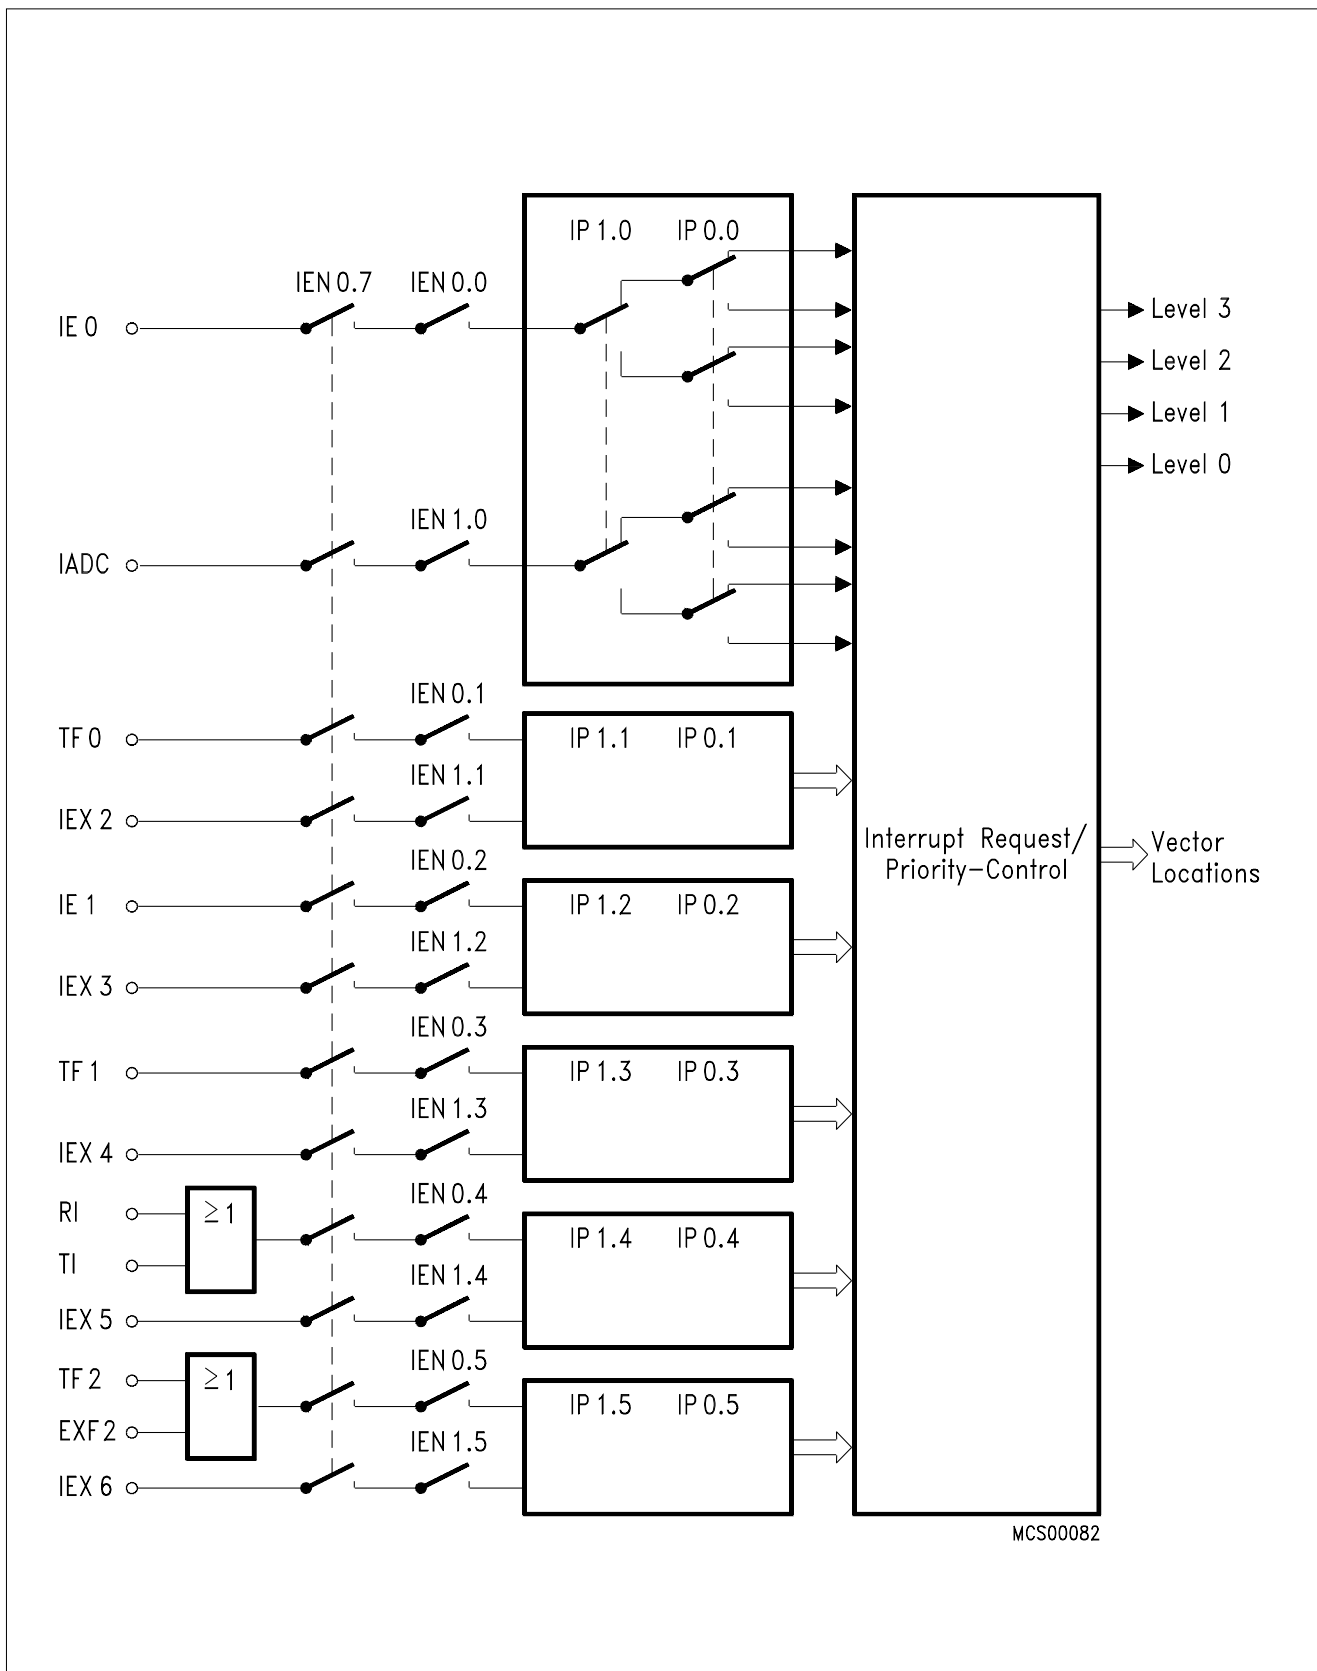 IP 1.0 IP 0.0
IEN 0.7 IEN 0.0
IE 0
Level 3
Level 2
Level 1
Level 0
IEN 1.0
IADC
IEN 0.1
TF 0
IP 1.1 IP 0.1
IEN 1.1
IEX 2
Interrupt Request/
Priority-Control
Vector
Locations
IEN 0.2
IE 1
IP 1.2 IP 0.2
IEN 1.2
IEX 3
IEN 0.3
TF 1
IP 1.3 IP 0.3
IEN 1.3
IEX 4
IEN 0.4
RI
≥1
TI
IP 1.4 IP 0.4
IEN 1.4
IEX 5
IEN 0.5
TF 2
≥1
EXF 2
IP 1.5 IP 0.5
IEN 1.5
IEX 6
MCS00082